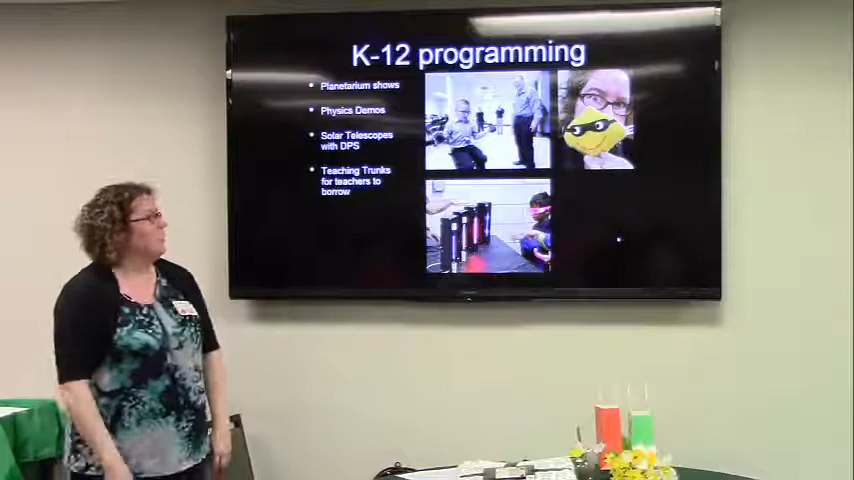 K-12 programming
• Planetarium shows
• Physics Demos
• Solar Telescopes
with DPS
• Teaching Trunks
for teachers to
borrow